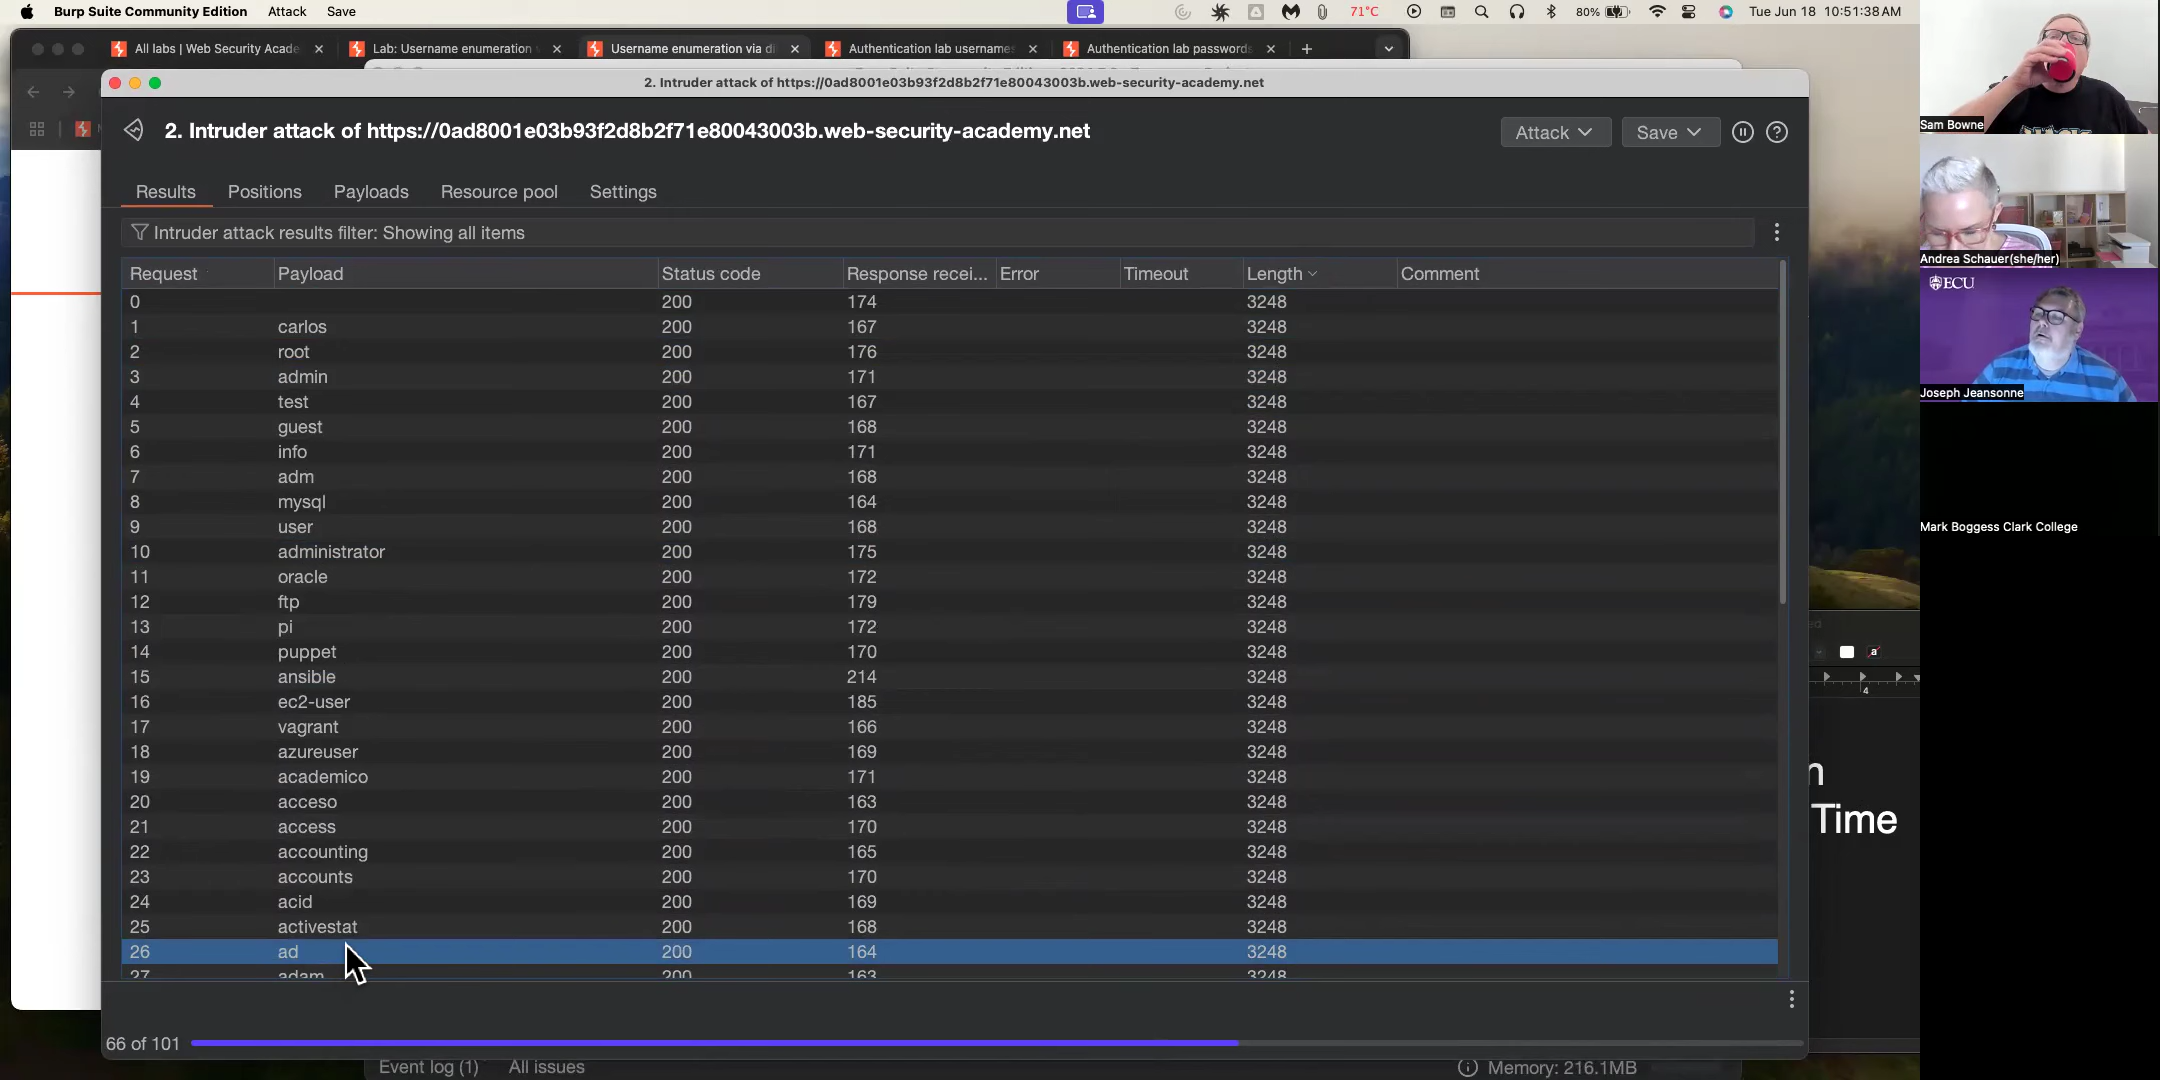 Burp Suite Community Edition Attack Save 71°C 80% Tue Jun 18 10:51:38 AM
All labs | Web Security Acade Lab: Username enumeration v Username enumeration via di Authentication lab usernames Authentication lab passwords
2. Intruder attack of https://0ad8001e03b93f2d8b2f71e80043003b.web-security-academy.net
2. Intruder attack of https://0ad8001e03b93f2d8b2f71e80043003b.web-security-academy.net Attack Save
Results Positions Payloads Resource pool Settings
Intruder attack results filter: Showing all items
Request Payload Status code Response recei... Error Timeout Length Comment
0 200 174 3248
1 carlos 200 167 3248
2 root 200 176 3248
3 admin 200 171 3248
4 test 200 167 3248
5 guest 200 168 3248
6 info 200 171 3248
7 adm 200 168 3248
8 mysql 200 164 3248
9 user 200 168 3248
10 administrator 200 175 3248
11 oracle 200 172 3248
12 ftp 200 179 3248
13 pi 200 172 3248
14 puppet 200 170 3248
15 ansible 200 214 3248
16 ec2-user 200 185 3248
17 vagrant 200 166 3248
18 azureuser 200 169 3248
19 academico 200 171 3248
20 acceso 200 163 3248
21 access 200 170 3248
22 accounting 200 165 3248
23 accounts 200 170 3248
24 acid 200 169 3248
25 activestat 200 168 3248
26 ad 200 164 3248
27 adam 200 163 3248
66 of 101
Event log (1) All issues Memory: 216.1MB
Sam Bowne
Andrea Schauer(she/her)
ECU
Joseph Jeansonne
Mark Boggess Clark College
a
4
n
Time